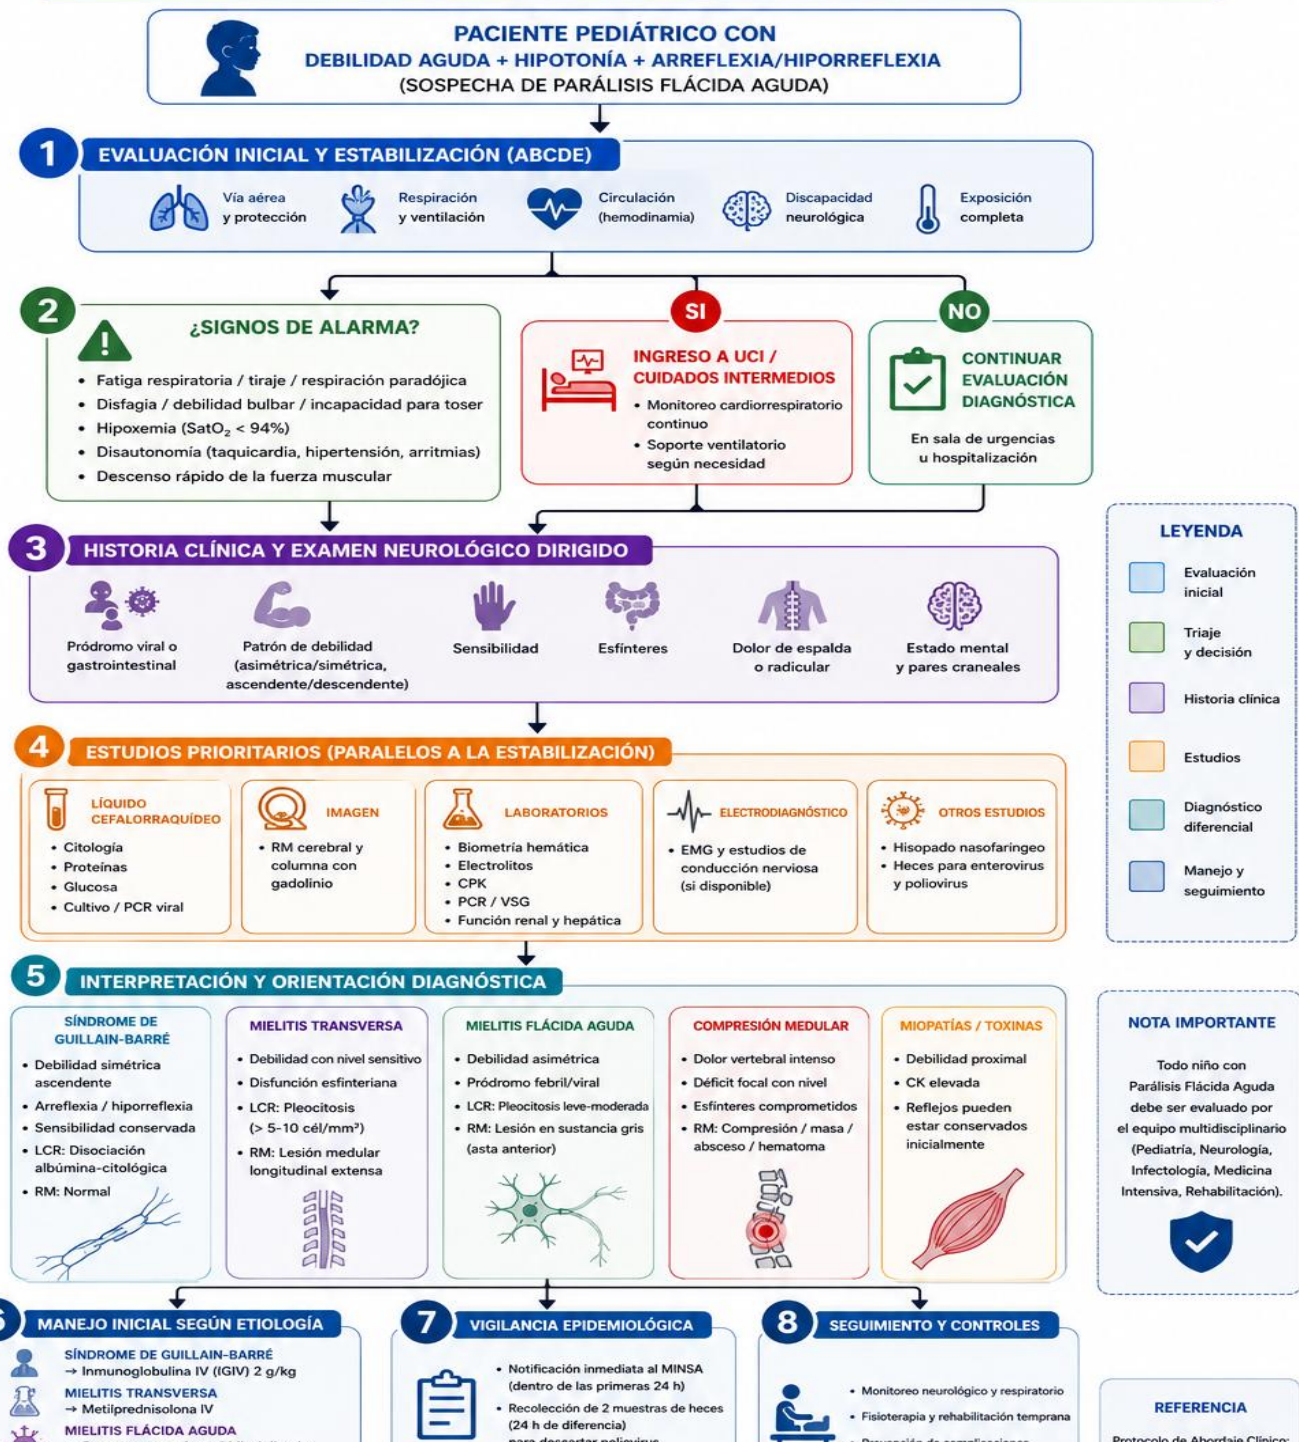 PACIENTE PEDIÁTRICO CON
DEBILIDAD AGUDA + HIPOTONÍA + ARREFLEXIA/HIPORREFLEXIA
(SOSPECHA DE PARÁLISIS FLÁCIDA AGUDA)
1
EVALUACIÓN INICIAL Y ESTABILIZACIÓN (ABCDE)
Vía aérea
y protección
Respiración
y ventilación
Circulación
(hemodinamia)
Discapacidad
neurológica
Exposición
completa
2
¿SIGNOS DE ALARMA?
• Fatiga respiratoria / tiraje / respiración paradójica
• Disfagia / debilidad bulbar / incapacidad para toser
• Hipoxemia (SatO₂ < 94%)
• Disautonomía (taquicardia, hipertensión, arritmias)
• Descenso rápido de la fuerza muscular
SI
INGRESO A UCI /
CUIDADOS INTERMEDIOS
• Monitoreo cardiorrespiratorio
continuo
• Soporte ventilatorio
según necesidad
NO
CONTINUAR
EVALUACIÓN
DIAGNÓSTICA
En sala de urgencias
u hospitalización
3
HISTORIA CLÍNICA Y EXAMEN NEUROLÓGICO DIRIGIDO
Pródromo viral o
gastrointestinal
Patrón de debilidad
(asimétrica/simétrica,
ascendente/descendente)
Sensibilidad
Esfínteres
Dolor de espalda
o radicular
Estado mental
y pares craneales
LEYENDA
Evaluación
inicial
Triaje
y decisión
Historia clínica
Estudios
Diagnóstico
diferencial
Manejo y
seguimiento
4
ESTUDIOS PRIORITARIOS (PARALELOS A LA ESTABILIZACIÓN)
LÍQUIDO
CEFALORRAQUÍDEO
• Citología
• Proteínas
• Glucosa
• Cultivo / PCR viral
IMAGEN
• RM cerebral y
columna con
gadolinio
LABORATORIOS
• Biometría hemática
• Electrolitos
• CPK
• PCR / VSG
• Función renal y hepática
ELECTRODIAGNÓSTICO
• EMG y estudios de
conducción nerviosa
(si disponible)
OTROS ESTUDIOS
• Hisopado nasofaríngeo
• Heces para enterovirus
y poliovirus
5
INTERPRETACIÓN Y ORIENTACIÓN DIAGNÓSTICA
SÍNDROME DE
GUILLAIN-BARRÉ
• Debilidad simétrica
ascendente
• Arreflexia / hiporreflexia
• Sensibilidad conservada
• LCR: Disociación
albúmina-citológica
• RM: Normal
MIELITIS TRANSVERSA
• Debilidad con nivel sensitivo
• Disfunción esfinteriana
• LCR: Pleocitosis
(> 5-10 cél/mm³)
• RM: Lesión medular
longitudinal extensa
MIELITIS FLÁCIDA AGUDA
• Debilidad asimétrica
• Pródromo febril/viral
• LCR: Pleocitosis leve-moderada
• RM: Lesión en sustancia gris
(asta anterior)
COMPRESIÓN MEDULAR
• Dolor vertebral intenso
• Déficit focal con nivel
• Esfínteres comprometidos
• RM: Compresión / masa /
absceso / hematoma
MIOPATÍAS / TOXINAS
• Debilidad proximal
• CK elevada
• Reflejos pueden
estar conservados
inicialmente
NOTA IMPORTANTE
Todo niño con
Parálisis Flácida Aguda
debe ser evaluado por
el equipo multidisciplinario
(Pediatría, Neurología,
Infectología, Medicina
Intensiva, Rehabilitación).
6
MANEJO INICIAL SEGÚN ETIOLOGÍA
SÍNDROME DE GUILLAIN-BARRÉ
→ Inmunoglobulina IV (IGIV) 2 g/kg
MIELITIS TRANSVERSA
→ Metilprednisolona IV
MIELITIS FLÁCIDA AGUDA
7
VIGILANCIA EPIDEMIOLÓGICA
• Notificación inmediata al MINSA
(dentro de las primeras 24 h)
• Recolección de 2 muestras de heces
(24 h de diferencia)
para descartar poliovirus
8
SEGUIMIENTO Y CONTROLES
• Monitoreo neurológico y respiratorio
• Fisioterapia y rehabilitación temprana
REFERENCIA
Protocolo de Abordaje Clínico: